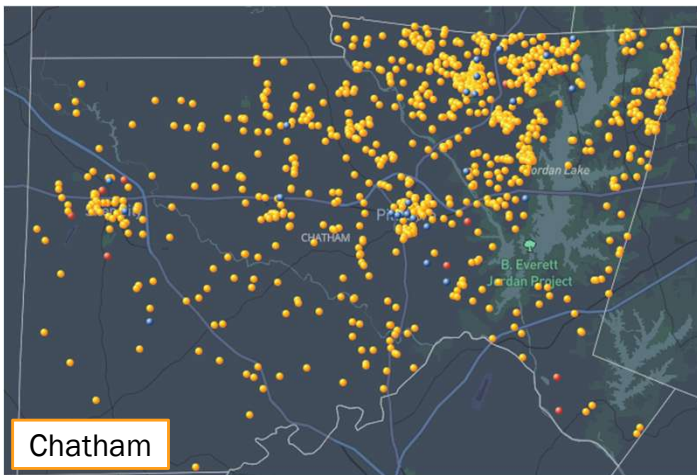 Jordan Lake
CHATHAM
B. Everett
Jordan Project
Chatham